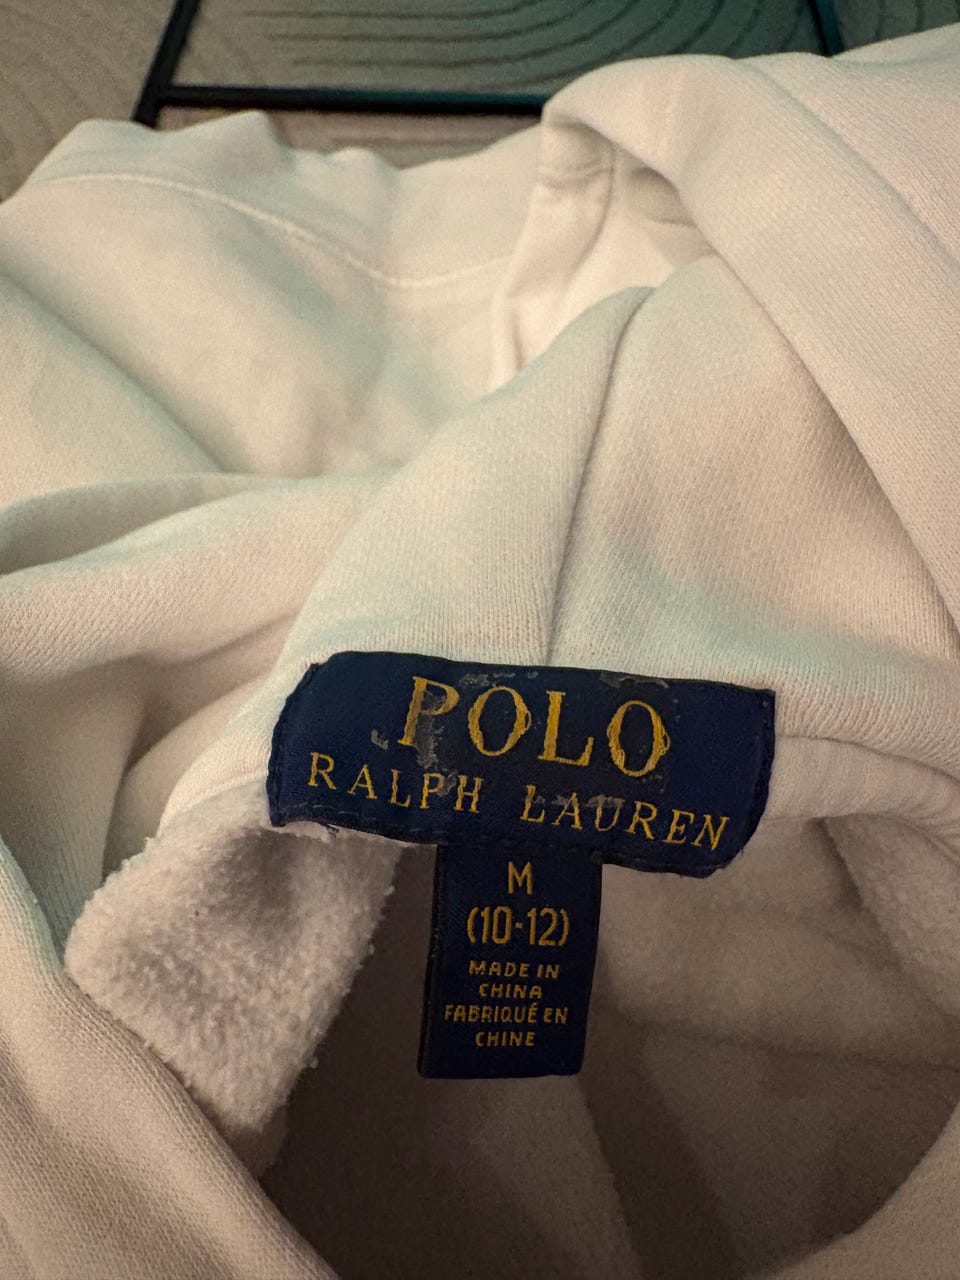 POLO
RALPH LAUREN
M
(10-12)
MADE IN
CHINA
FABRIQUÉ EN
CHINE